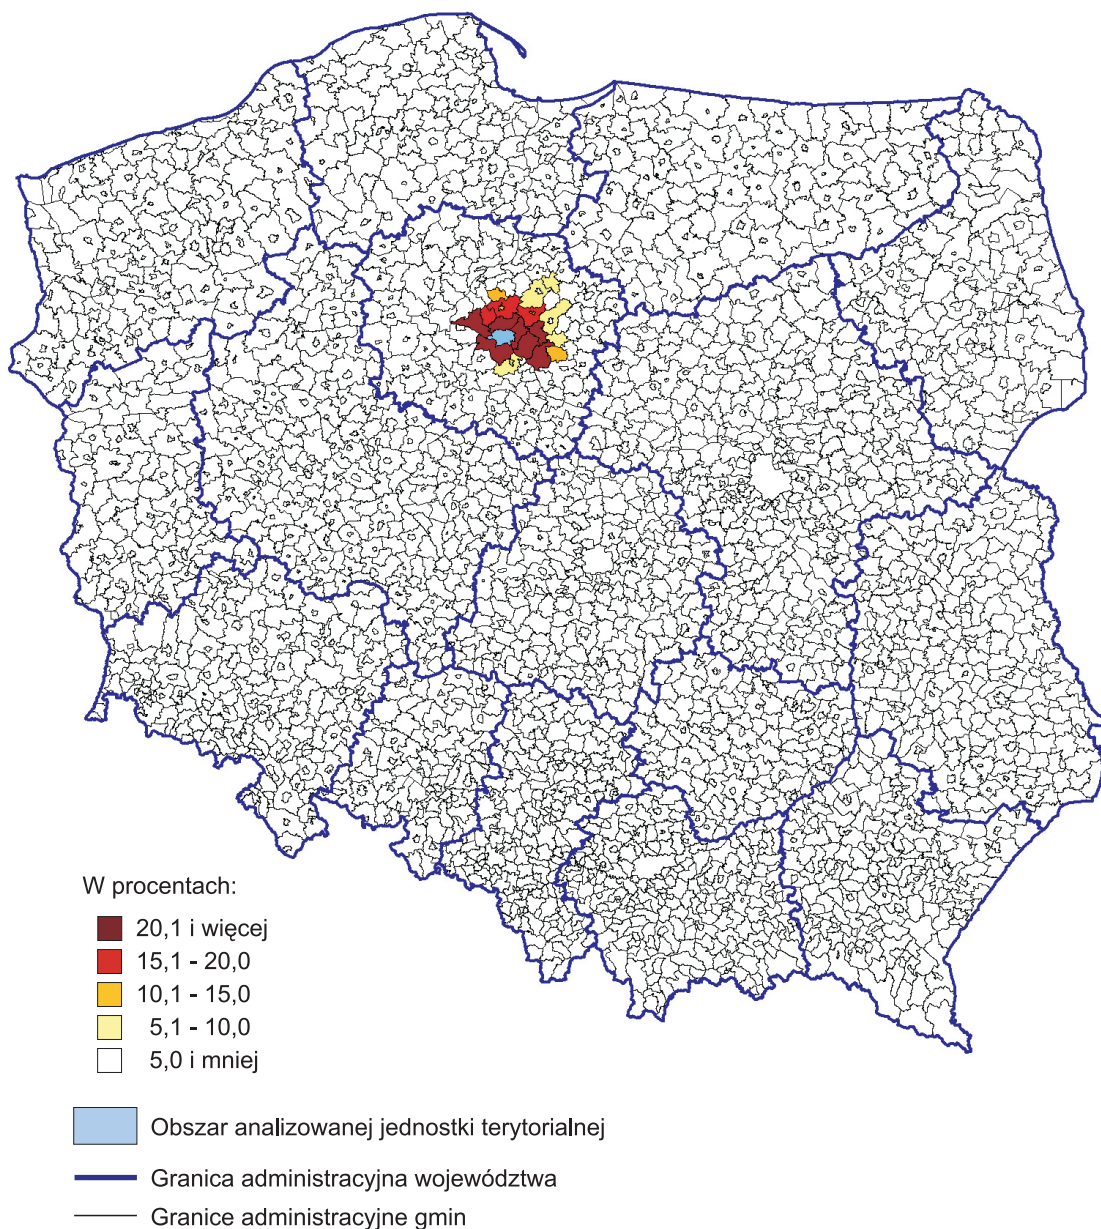 W procentach:
20,1 i więcej
15,1 - 20,0
10,1 - 15,0
5,1 - 10,0
5,0 i mniej
Obszar analizowanej jednostki terytorialnej
Granica administracyjna województwa
Granice administracyjne gmin